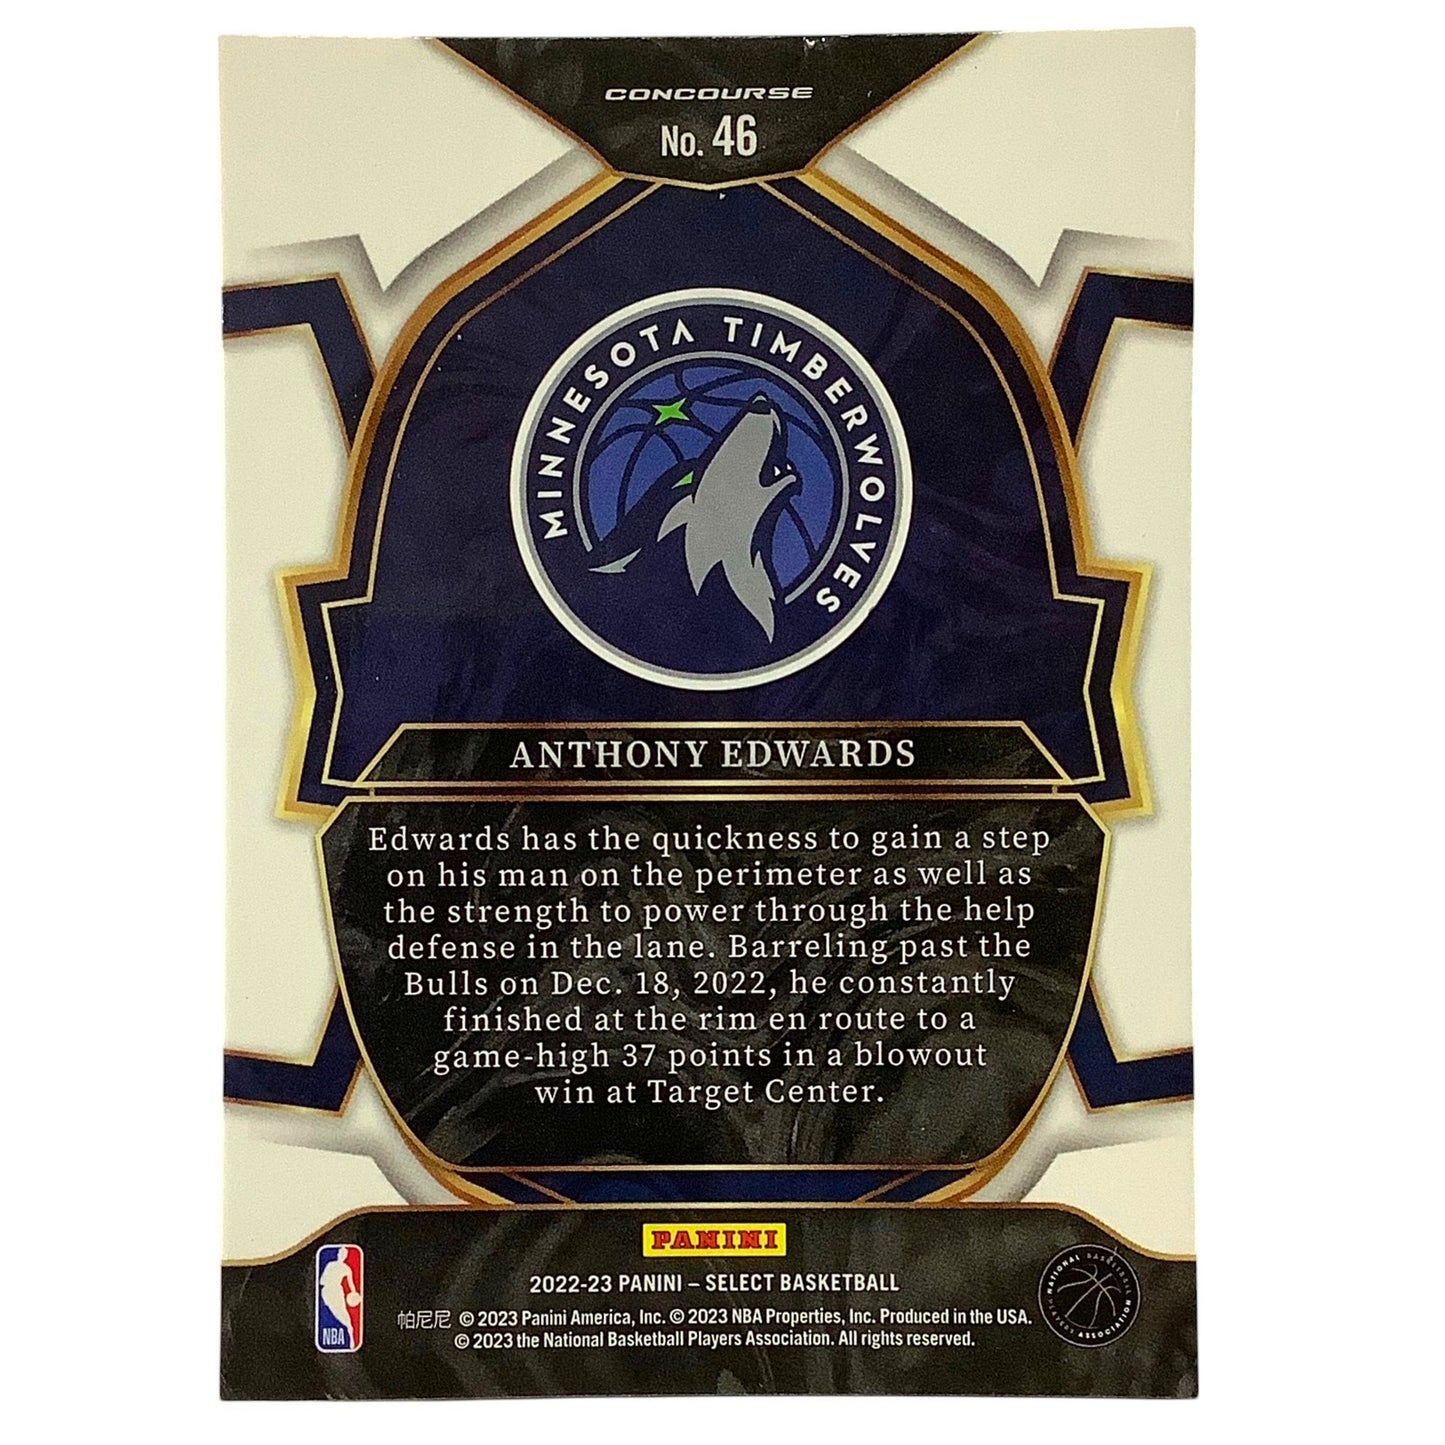 CONCOURSE
No. 46
MINNESOTA TIMBERWOLVES
ANTHONY EDWARDS
Edwards has the quickness to gain a step
on his man on the perimeter as well as
the strength to power through the help
defense in the lane. Barreling past the
Bulls on Dec. 18, 2022, he constantly
finished at the rim en route to a
game-high 37 points in a blowout
win at Target Center.
PANINI
2022-23 PANINI – SELECT BASKETBALL
帕尼尼 © 2023 Panini America, Inc. © 2023 NBA Properties, Inc. Produced in the USA.
© 2023 the National Basketball Players Association. All rights reserved.
NBA
NATIONAL BASKETBALL PLAYERS ASSOCIATION